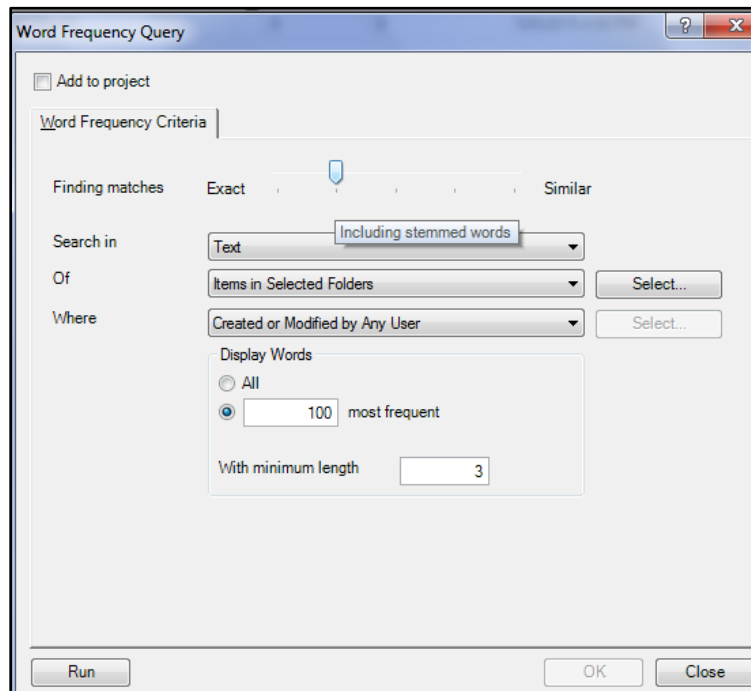 Word Frequency Query
?
X
Add to project
Word Frequency Criteria
Finding matches Exact Similar
Including stemmed words
Search in Text
Of Items in Selected Folders Select...
Where Created or Modified by Any User Select...
Display Words
All
100 most frequent
With minimum length 3
Run OK Close